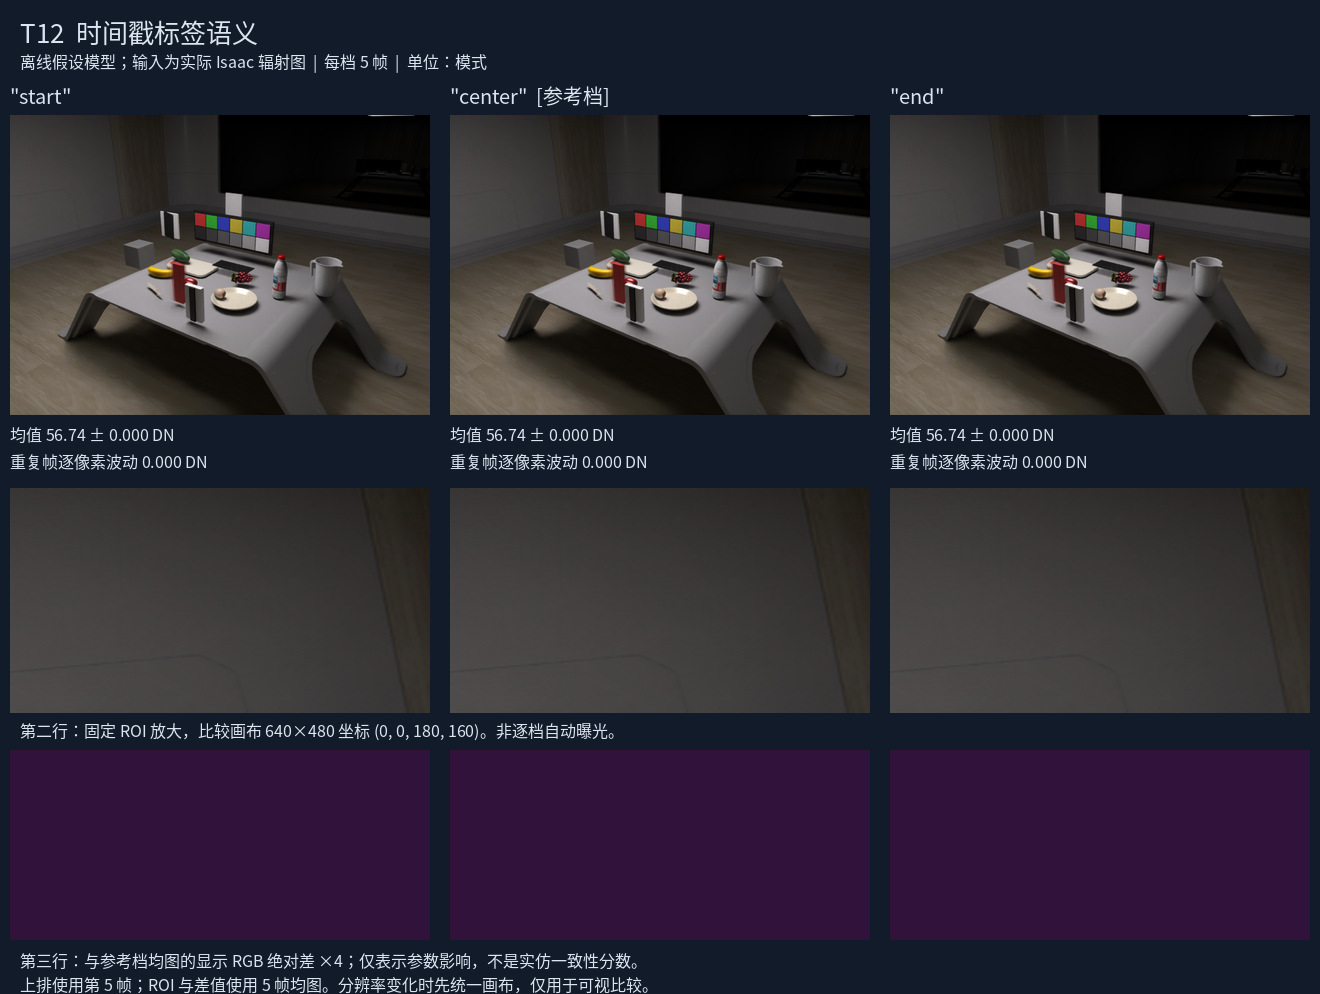 T12 时间戳标签语义
离线假设模型；输入为实际 Isaac 辐射图 | 每档 5 帧 | 单位：模式
"start"
"center" [参考档]
"end"
均值 56.74 ± 0.000 DN
重复帧逐像素波动 0.000 DN
均值 56.74 ± 0.000 DN
重复帧逐像素波动 0.000 DN
均值 56.74 ± 0.000 DN
重复帧逐像素波动 0.000 DN
第二行：固定 ROI 放大，比较画布 640×480 坐标 (0, 0, 180, 160)。非逐档自动曝光。
第三行：与参考档均图的显示 RGB 绝对差 ×4；仅表示参数影响，不是实仿一致性分数。
上排使用第 5 帧；ROI 与差值使用 5 帧均图。分辨率变化时先统一画布，仅用于可视比较。